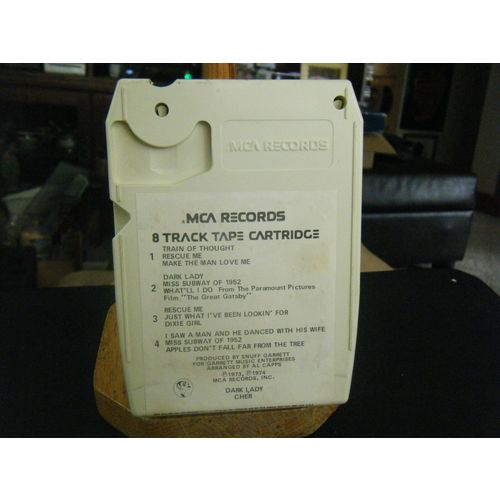 MCA RECORDS
MCA RECORDS
8 TRACK TAPE CARTRIDGE
TRAIN OF THOUGHT
1 RESCUE ME
MAKE THE MAN LOVE ME
DARK LADY
MISS SUBWAY OF 1952
2 WHAT'LL I DO From The Paramount Pictures
Film, "The Great Gatsby"
RESCUE ME
3 JUST WHAT I'VE BEEN LOOKIN' FOR
DIXIE GIRL
I SAW A MAN AND HE DANCED WITH HIS WIFE
4 MISS SUBWAY OF 1952
APPLES DON'T FALL FAR FROM THE TREE
PRODUCED BY SNUFF GARRETT
FOR GARRETT MUSIC ENTERPRISES
ARRANGED BY AL CAPPS
Ⓟ1973, Ⓟ1974
MCA RECORDS, INC.
DARK LADY
CHER